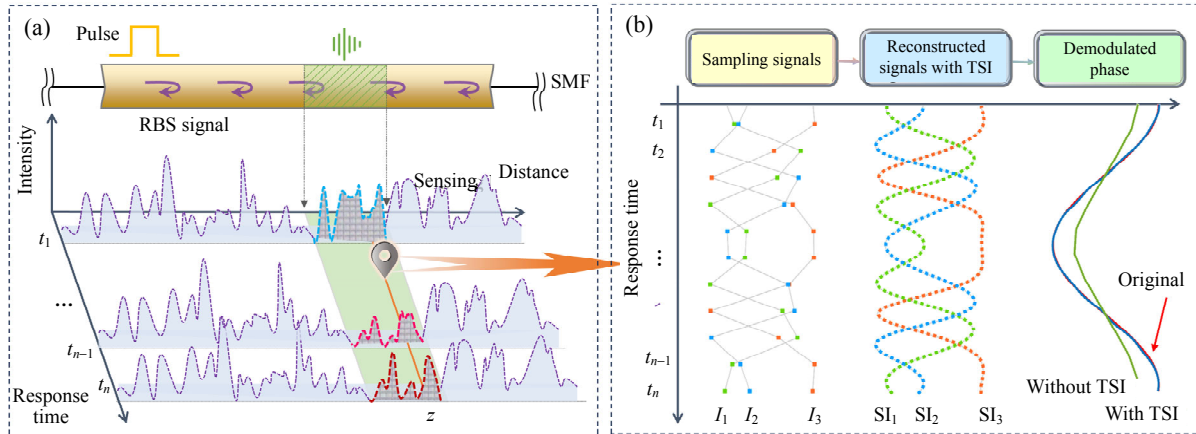 (a)
Pulse
SMF
RBS signal
Intensity
Sensing
Distance
t1
...
tn−1
tn
Response
time
z
(b)
Sampling signals
Reconstructed
signals with TSI
Demodulated
phase
t1
t2
Response time
...
tn−1
tn
Original
Without TSI
With TSI
I1
I2
I3
SI1
SI2
SI3